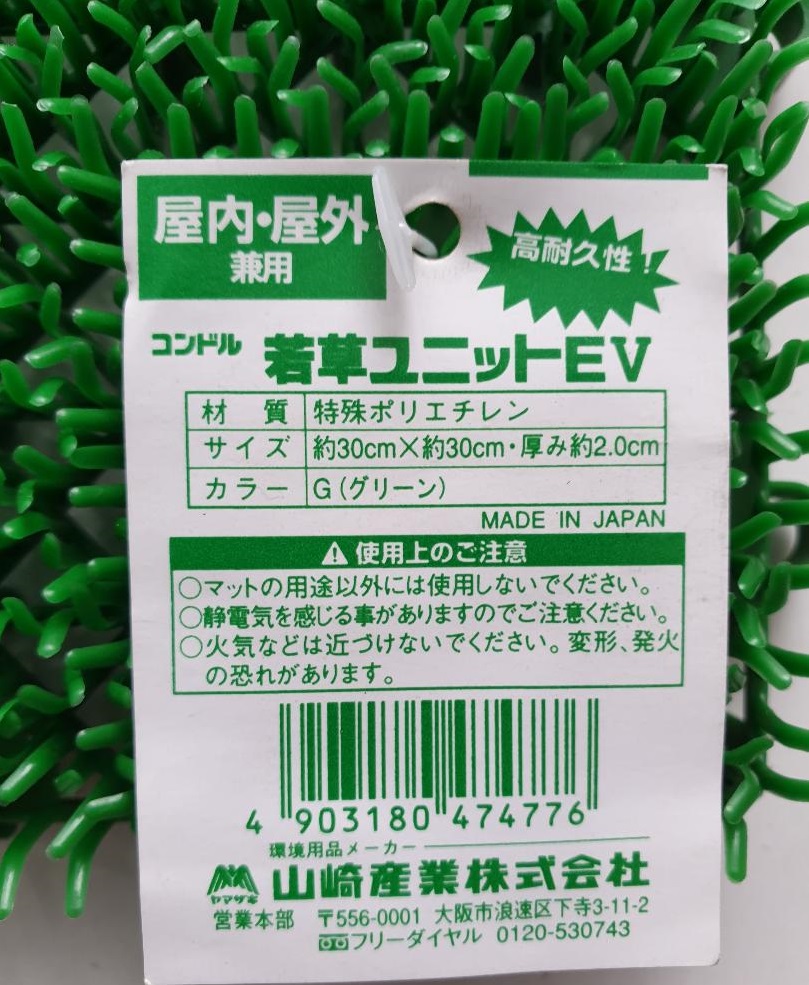 屋内・屋外
兼用
高耐久性!
コンドル 若草ユニットEV
材 質 特殊ポリエチレン
サイズ 約30cm×約30cm・厚み約2.0cm
カラー G(グリーン)
MADE IN JAPAN
⚠使用上のご注意
○マットの用途以外には使用しないでください。
○静電気を感じる事がありますのでご注意ください。
○火気などは近づけないでください。変形、発火
の恐れがあります。
4 903180 474776
環境用品メーカー
ヤマザキ 山崎産業株式会社
営業本部 〒556-0001 大阪市浪速区下寺3-11-2
フリーダイヤル 0120-530743